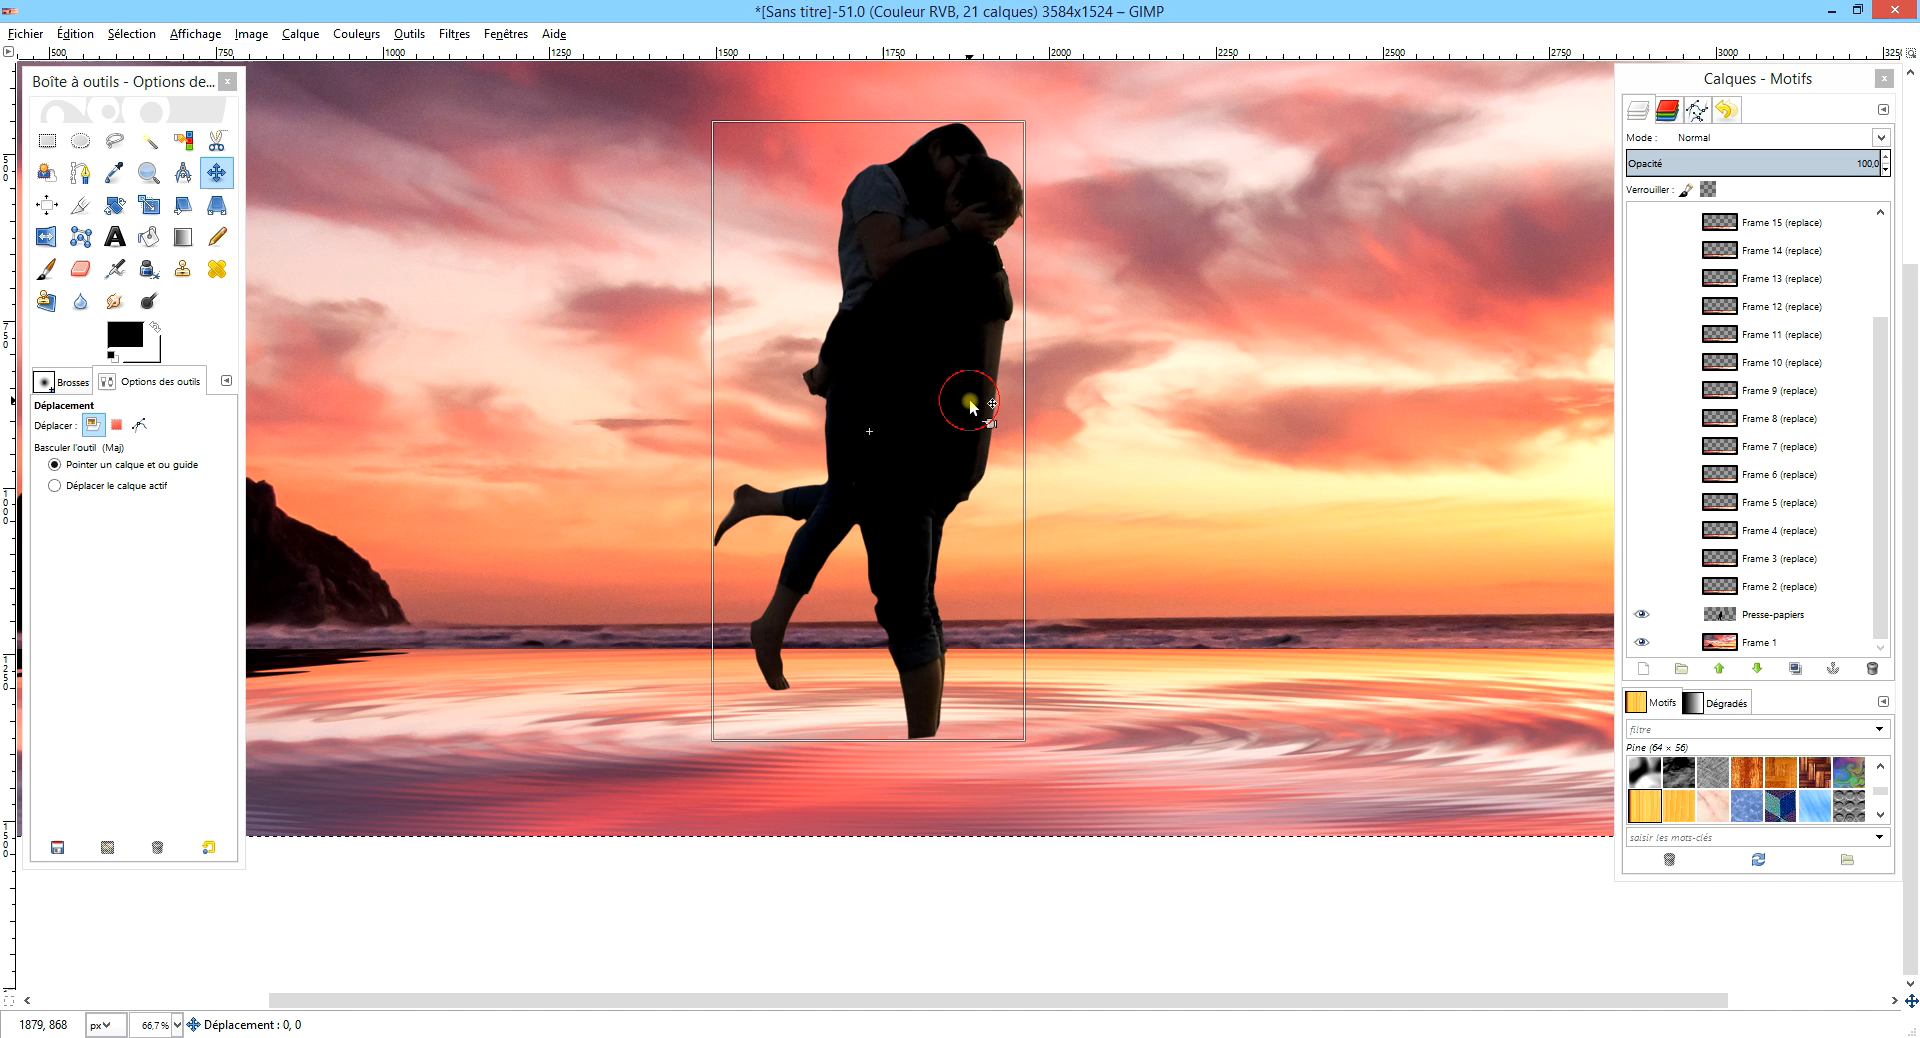 *[Sans titre]-51.0 (Couleur RVB, 21 calques) 3584x1524 – GIMP
Fichier Édition Sélection Affichage Image Calque Couleurs Outils Filtres Fenêtres Aide
500 750 1000 1250 1500 1750 2000 2250 2500 2750 3000 3250
500
750
1000
1250
1500
Boîte à outils - Options de...
Brosses Options des outils
Déplacement
Déplacer :
Basculer l'outil (Maj)
Pointer un calque et ou guide
Déplacer le calque actif
Calques - Motifs
Mode : Normal
Opacité 100,0
Verrouiller :
Frame 15 (replace)
Frame 14 (replace)
Frame 13 (replace)
Frame 12 (replace)
Frame 11 (replace)
Frame 10 (replace)
Frame 9 (replace)
Frame 8 (replace)
Frame 7 (replace)
Frame 6 (replace)
Frame 5 (replace)
Frame 4 (replace)
Frame 3 (replace)
Frame 2 (replace)
Presse-papiers
Frame 1
Motifs Dégradés
filtre
Pine (64 × 56)
saisir les mots-clés
1879, 868 px 66,7 % Déplacement : 0, 0